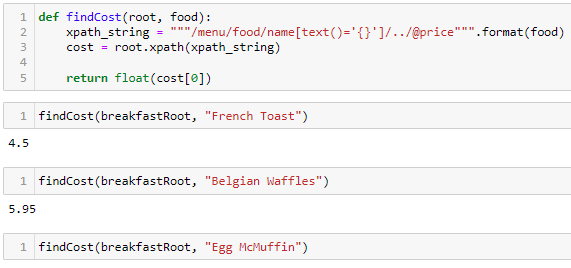 1 def findCost(root, food):
2     xpath_string = """/menu/food/name[text()='{}']/../@price""".format(food)
3     cost = root.xpath(xpath_string)
4
5     return float(cost[0])
1 findCost(breakfastRoot, "French Toast")
4.5
1 findCost(breakfastRoot, "Belgian Waffles")
5.95
1 findCost(breakfastRoot, "Egg McMuffin")